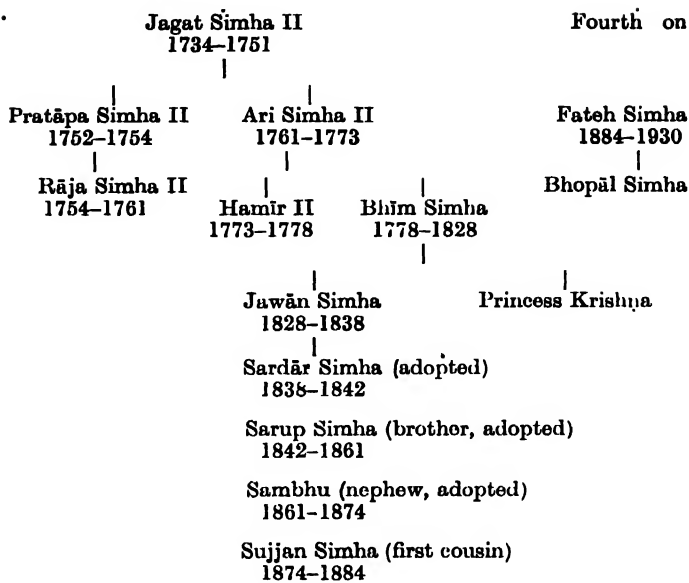 Jagat Simha II Fourth on
1734–1751
Pratāpa Simha II Ari Simha II Fateh Simha
1752–1754 1761–1773 1884–1930
Rāja Simha II Bhopāl Simha
1754–1761 Hamīr II Bhīm Simha
1773–1778 1778–1828
Jawān Simha Princess Krishṇa
1828–1838
Sardār Simha (adopted)
1838–1842
Sarup Simha (brother, adopted)
1842–1861
Sambhu (nephew, adopted)
1861–1874
Sujjan Simha (first cousin)
1874–1884